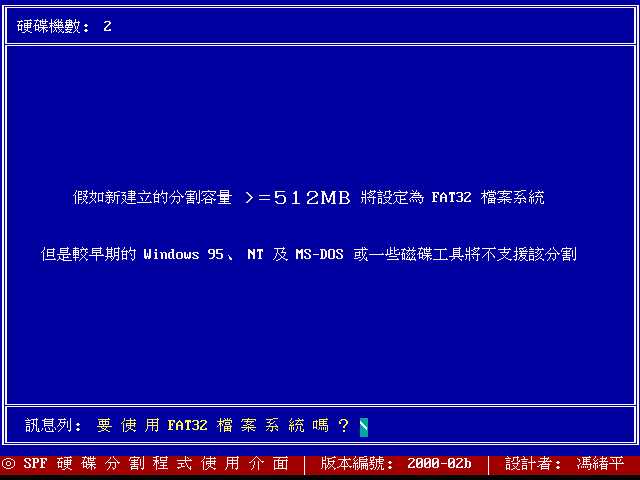 硬碟機數: 2
假如新建立的分割容量 >=512MB 將設定為 FAT32 檔案系統
但是較早期的 Windows 95、 NT 及 MS-DOS 或一些磁碟工具將不支援該分割
訊息列: 要 使 用 FAT32 檔 案 系 統 嗎 ?
◎ SPF 硬 碟 分 割 程 式 使 用 介 面 │ 版本編號: 2000-02b │ 設計者: 馮緒平